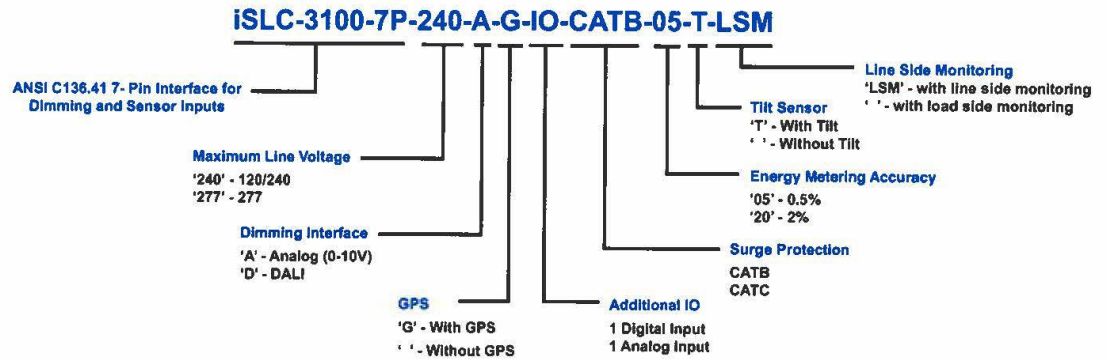 iSLC-3100-7P-240-A-G-IO-CATB-05-T-LSM
ANSI C136.41 7- Pin Interface for
Dimming and Sensor Inputs
Line Side Monitoring
'LSM' - with line side monitoring
' ' - with load side monitoring
Tilt Sensor
'T' - With Tilt
' ' - Without Tilt
Maximum Line Voltage
'240' - 120/240
'277' - 277
Energy Metering Accuracy
'05' - 0.5%
'20' - 2%
Dimming Interface
'A' - Analog (0-10V)
'D' - DALI
Surge Protection
CATB
CATC
GPS
'G' - With GPS
' ' - Without GPS
Additional IO
1 Digital Input
1 Analog Input